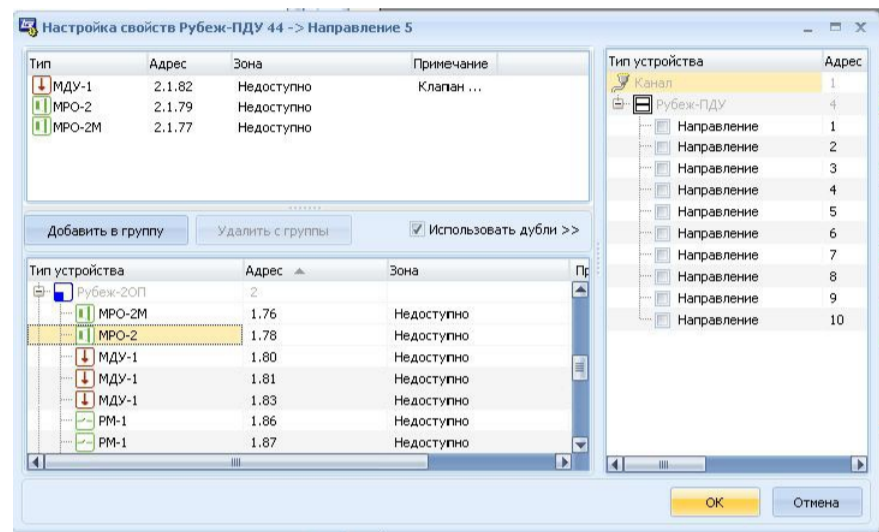 Настройка свойств Рубеж-ПДУ 44 -> Направление 5
Тип Адрес Зона Примечание
МДУ-1 2.1.82 Недоступно Клапан ...
МРО-2 2.1.79 Недоступно
МРО-2М 2.1.77 Недоступно
Добавить в группу Удалить с группы Использовать дубли >>
Тип устройства Адрес Зона Пр
Рубеж-2ОП 2
МРО-2М 1.76 Недоступно
МРО-2 1.78 Недоступно
МДУ-1 1.80 Недоступно
МДУ-1 1.81 Недоступно
МДУ-1 1.83 Недоступно
РМ-1 1.86 Недоступно
РМ-1 1.87 Недоступно
Тип устройства Адрес
Канал 1
Рубеж-ПДУ 4
Направление 1
Направление 2
Направление 3
Направление 4
Направление 5
Направление 6
Направление 7
Направление 8
Направление 9
Направление 10
OK Отмена